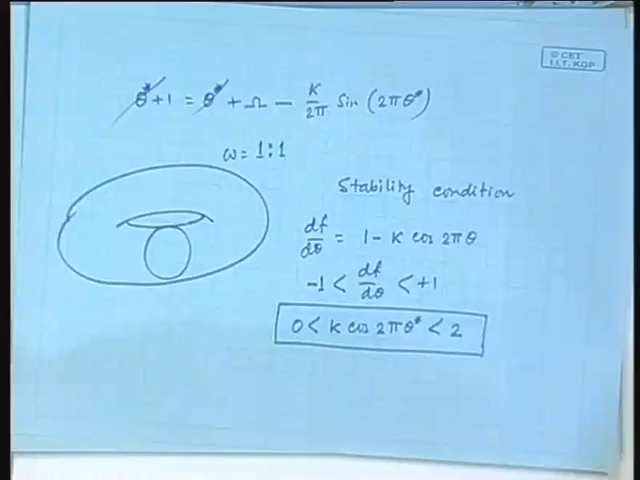 © CET
I.I.T. KGP
θ* + 1 = θ* + Ω − K/2π Sin (2πθ*)
ω = 1:1
Stability condition
df/dθ = 1 − K cos 2πθ
-1 < df/dθ < +1
0 < K cos 2πθ* < 2